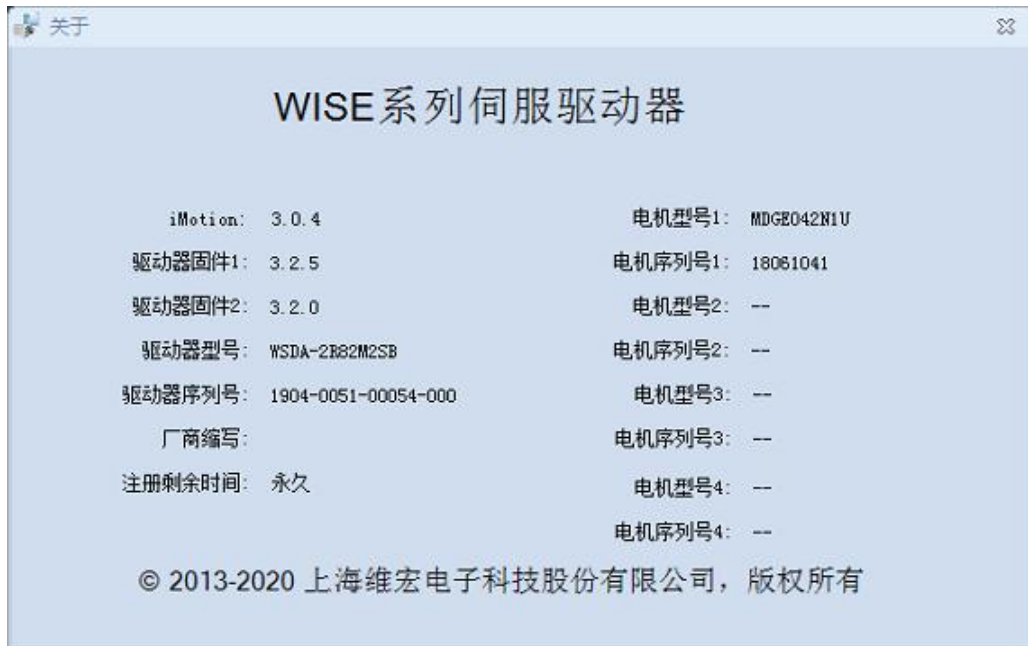 关于
WISE系列伺服驱动器
iMotion: 3.0.4
驱动器固件1: 3.2.5
驱动器固件2: 3.2.0
驱动器型号: WSDA-2R82M2SB
驱动器序列号: 1904-0051-00054-000
厂商缩写:
注册剩余时间: 永久
电机型号1: MDGE042N1U
电机序列号1: 18061041
电机型号2: --
电机序列号2: --
电机型号3: --
电机序列号3: --
电机型号4: --
电机序列号4: --
© 2013-2020 上海维宏电子科技股份有限公司，版权所有